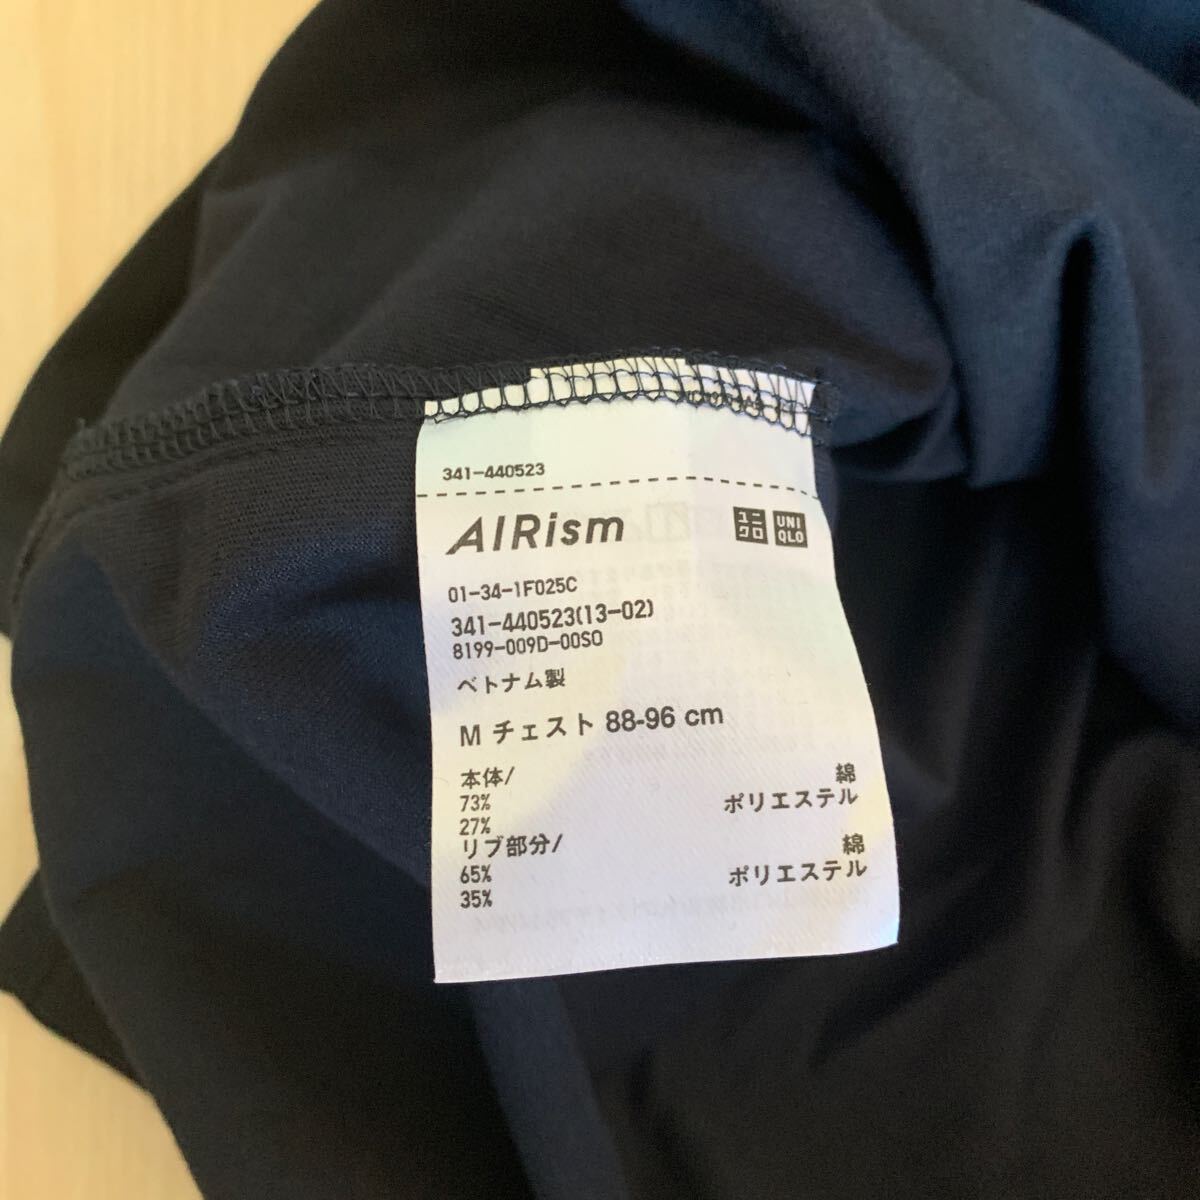 341-440523
AIRism ユニクロ UNIQLO
01-34-1F025C
341-440523(13-02)
8199-009D-00SO
ベトナム製
M チェスト 88-96 cm
本体/
73% 綿
27% ポリエステル
リブ部分/
65% 綿
35% ポリエステル